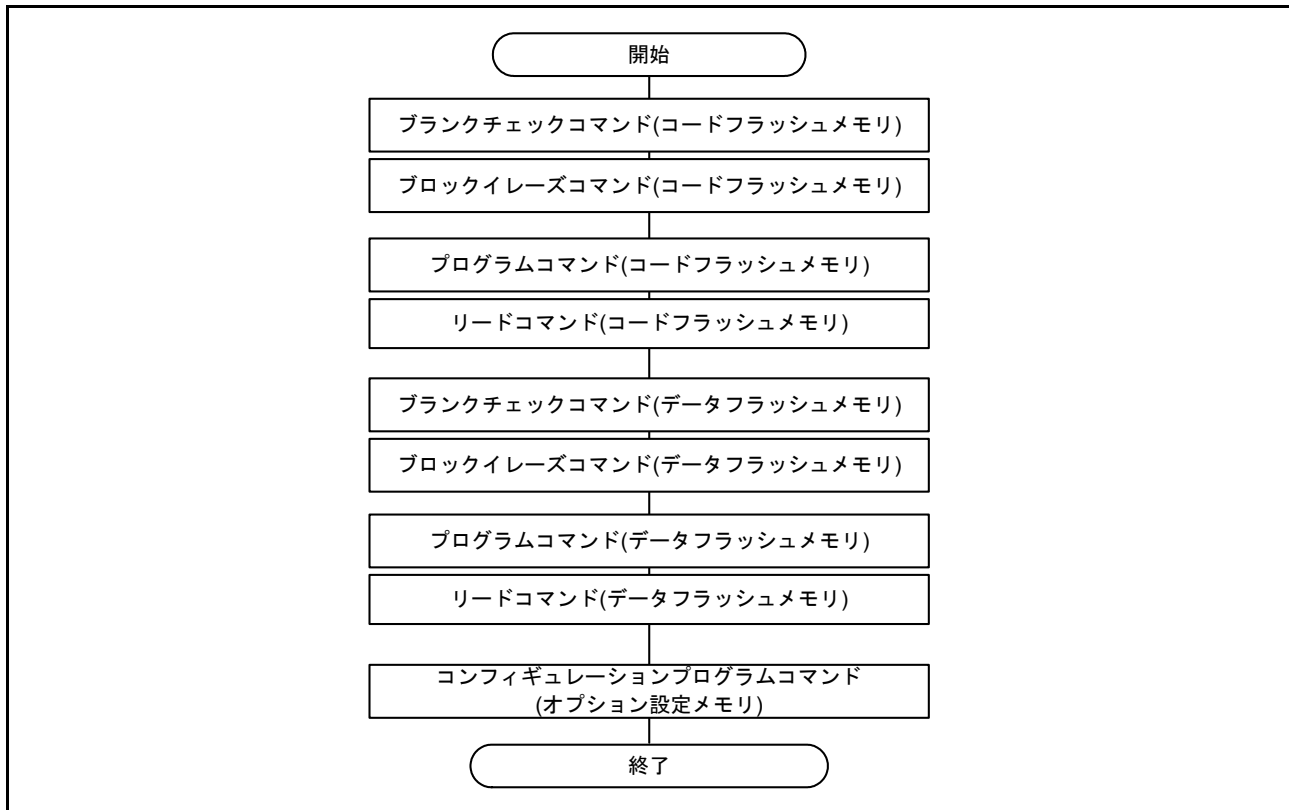 開始
ブランクチェックコマンド(コードフラッシュメモリ)
ブロックイレーズコマンド(コードフラッシュメモリ)
プログラムコマンド(コードフラッシュメモリ)
リードコマンド(コードフラッシュメモリ)
ブランクチェックコマンド(データフラッシュメモリ)
ブロックイレーズコマンド(データフラッシュメモリ)
プログラムコマンド(データフラッシュメモリ)
リードコマンド(データフラッシュメモリ)
コンフィギュレーションプログラムコマンド
(オプション設定メモリ)
終了